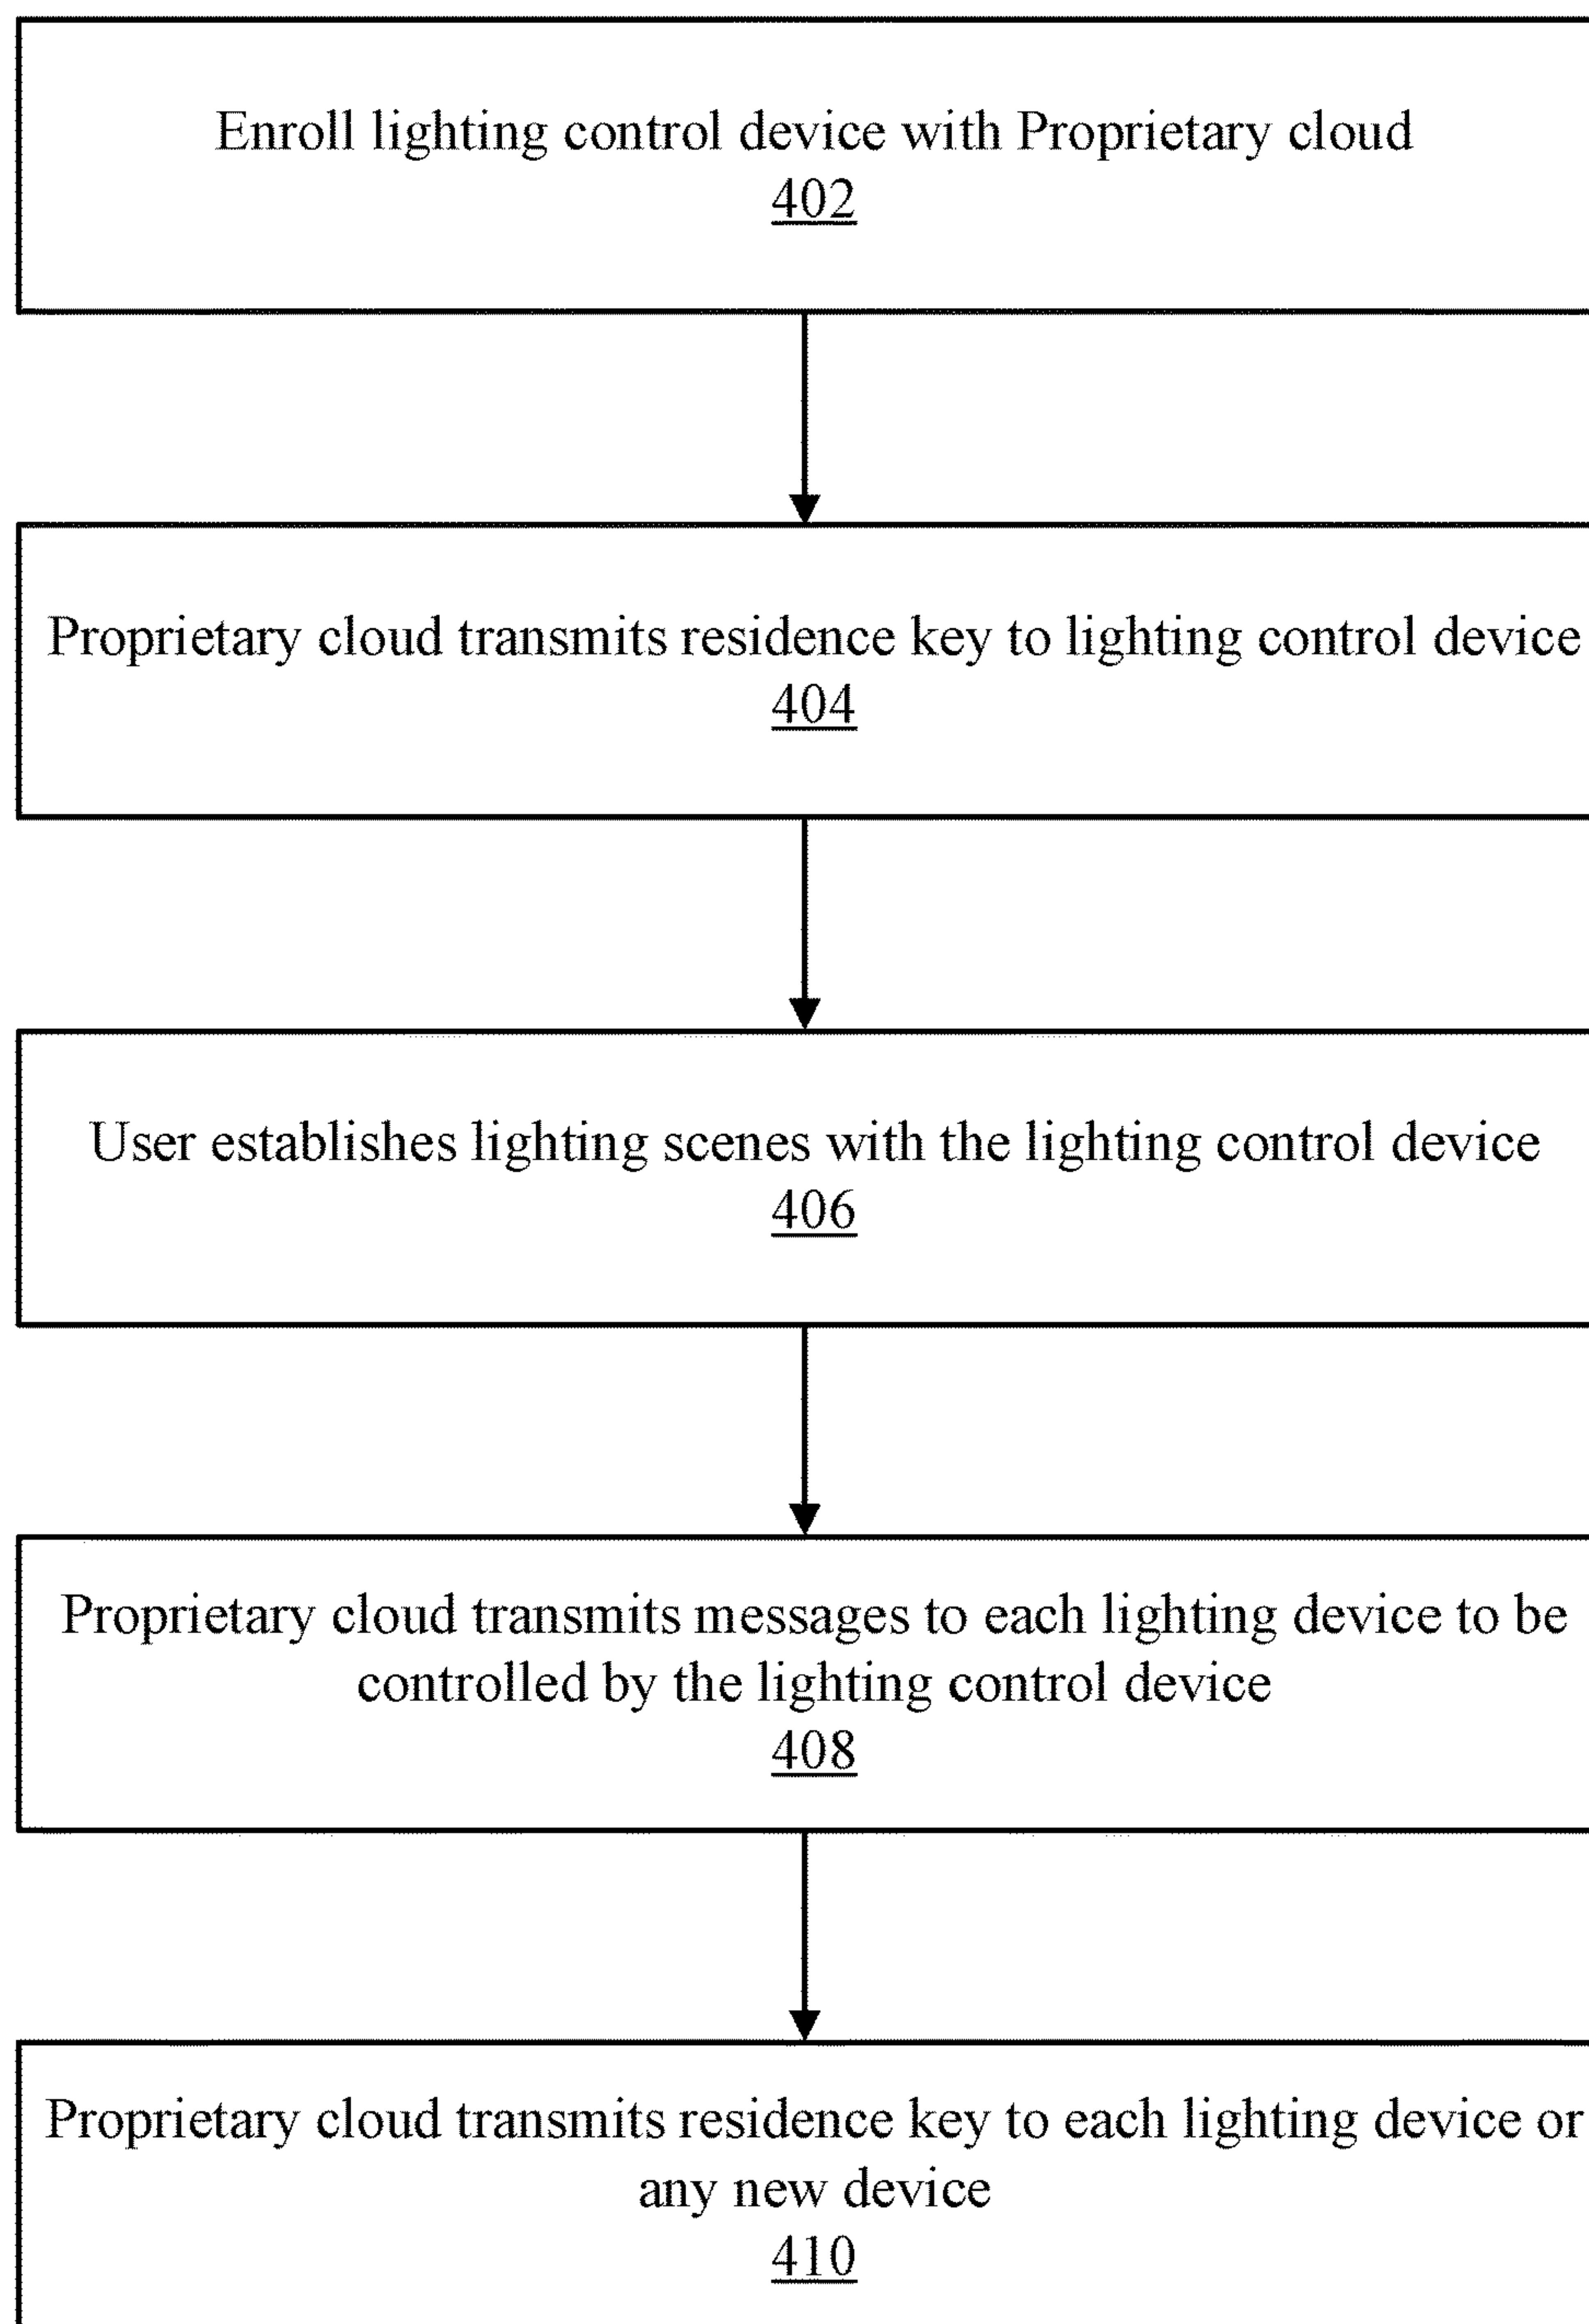 Enroll lighting control device with Proprietary cloud
402
Proprietary cloud transmits residence key to lighting control device
404
User establishes lighting scenes with the lighting control device
406
Proprietary cloud transmits messages to each lighting device to be
controlled by the lighting control device
408
Proprietary cloud transmits residence key to each lighting device or
any new device
410